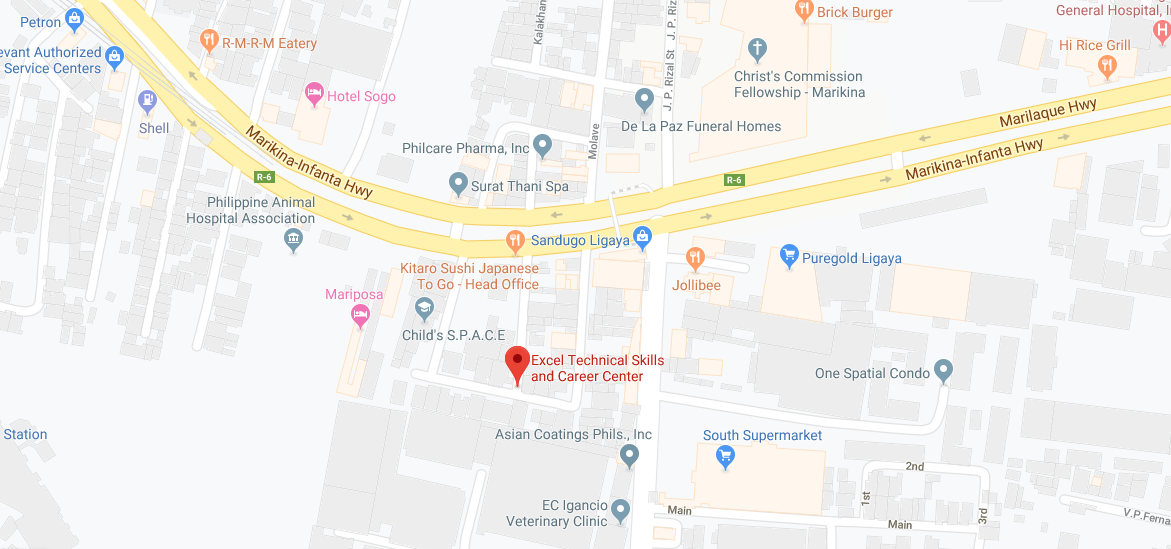 Petron
evant Authorized
Service Centers
R-M-R-M Eatery
Kalakhan
J. P. Riz
Brick Burger
General Hospital, I
Hi Rice Grill
Christ's Commission
Fellowship - Marikina
J. P. Rizal St
Hotel Sogo
Shell
De La Paz Funeral Homes
Marilaque Hwy
Marikina-Infanta Hwy
Philcare Pharma, Inc
Molave
Marikina-Infanta Hwy
R-6
Surat Thani Spa
R-6
Philippine Animal
Hospital Association
Sandugo Ligaya
Kitaro Sushi Japanese
To Go - Head Office
Puregold Ligaya
Jollibee
Mariposa
Child's S.P.A.C.E
Excel Technical Skills
and Career Center
One Spatial Condo
Station
Asian Coatings Phils., Inc
South Supermarket
2nd
1st
3rd
EC Igancio
Veterinary Clinic
Main
Main
V.P.Ferna